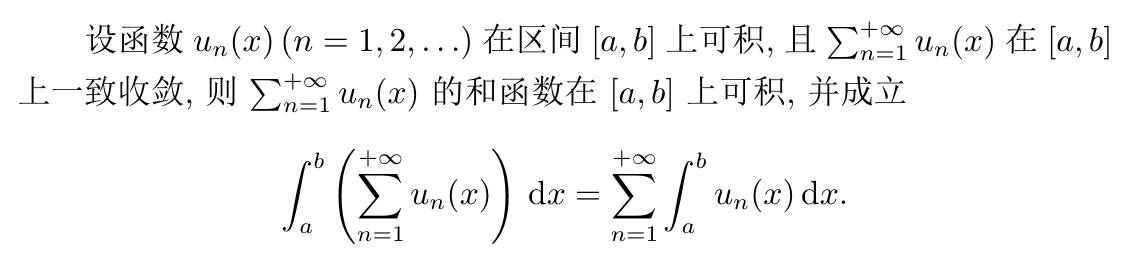 设函数 $u_n(x)\,(n=1,2,\ldots)$ 在区间 $[a,b]$ 上可积, 且 $\sum_{n=1}^{+\infty} u_n(x)$ 在 $[a,b]$
上一致收敛, 则 $\sum_{n=1}^{+\infty} u_n(x)$ 的和函数在 $[a,b]$ 上可积, 并成立
$$\int_a^b \left( \sum_{n=1}^{+\infty} u_n(x) \right) \mathrm{d}x = \sum_{n=1}^{+\infty} \int_a^b u_n(x)\,\mathrm{d}x.$$